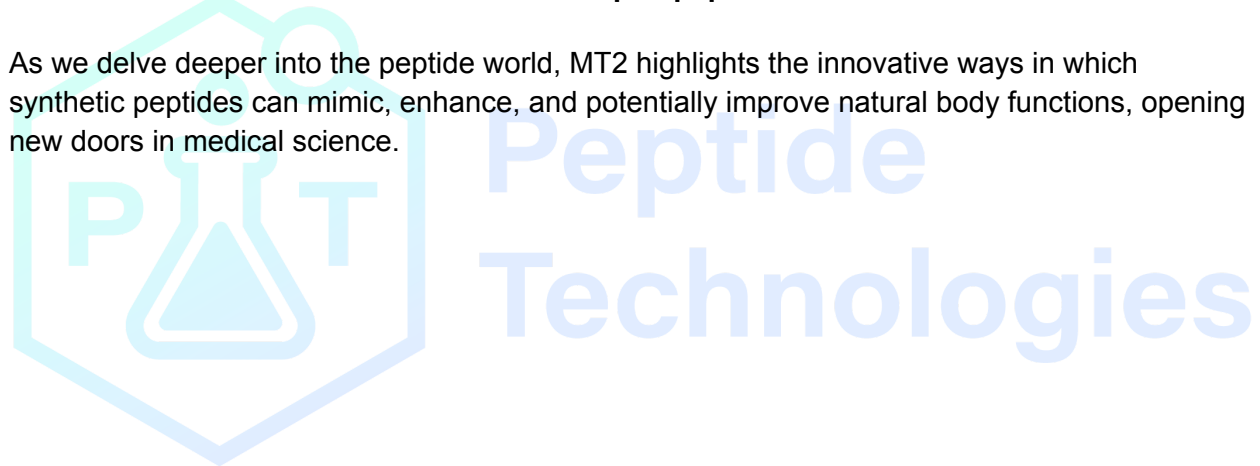 As we delve deeper into the peptide world, MT2 highlights the innovative ways in which
synthetic peptides can mimic, enhance, and potentially improve natural body functions, opening
new doors in medical science.
Peptide
P T
Technologies